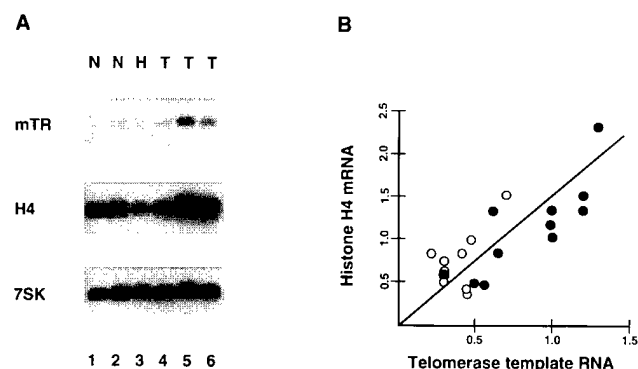 A
N N H T T T
mTR
H4
7SK
1 2 3 4 5 6
B
Histone H4 mRNA
2.5
2.0
1.5
1.0
0.5
0.5 1.0 1.5
Telomerase template RNA